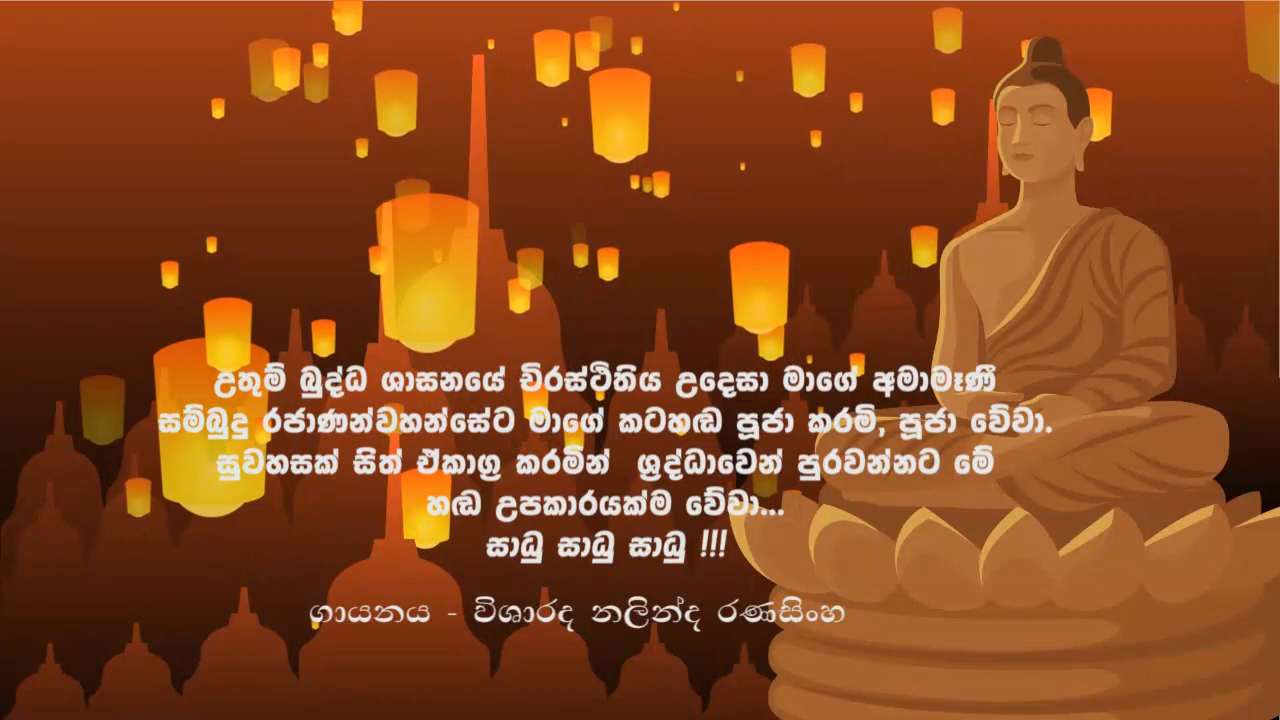 උතුම් බුද්ධ ශාසනයේ චිරස්ථිතිය උදෙසා මාගේ අමාමෑණී
සම්බුදු රජාණන්වහන්සේට මාගේ කටහඬ පූජා කරමි, පූජා වේවා.
සුවහසක් සිත් ඒකාග්‍ර කරමින් ශ්‍රද්ධාවෙන් පුරවන්නට මේ
හඬ උපකාරයක්ම වේවා...
සාධු සාධු සාධු !!!
ගායනය - විශාරද නලින්ද රණසිංහ